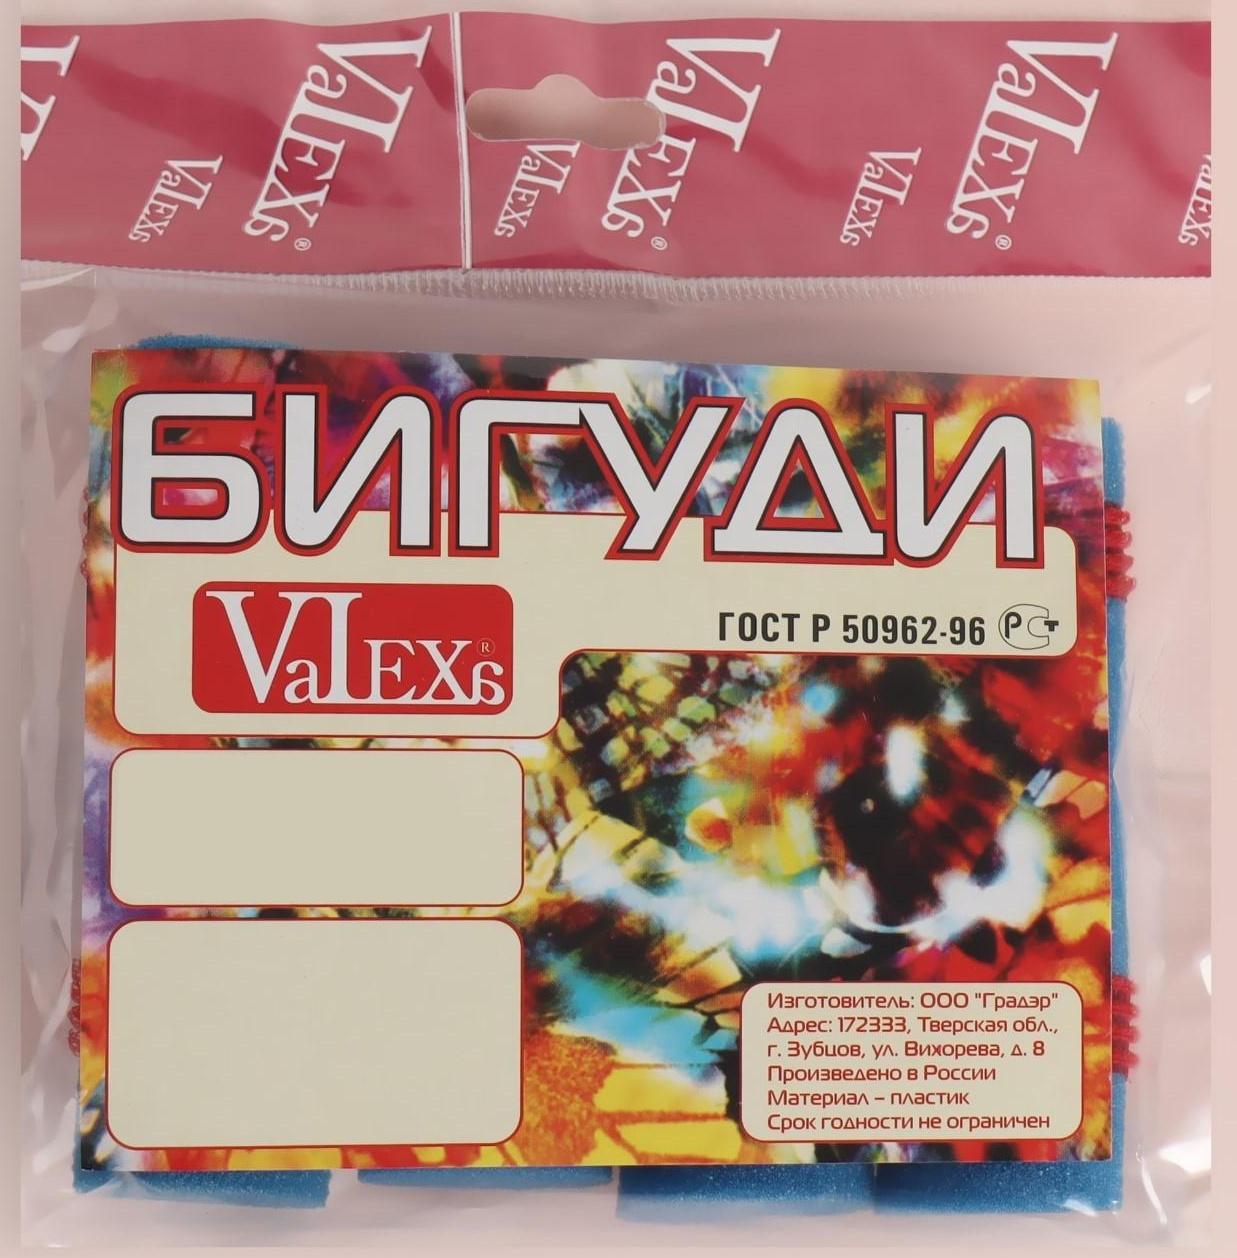 VaLEXa®
VaLEXa
VaLEXa®
VaLEXa
VaLEXa®
VaLEXa
БИГУДИ
VaLEXa®
ГОСТ Р 50962-96 РСТ
Изготовитель: ООО "Градэр"
Адрес: 172333, Тверская обл.,
г. Зубцов, ул. Вихорева, д. 8
Произведено в России
Материал – пластик
Срок годности не ограничен